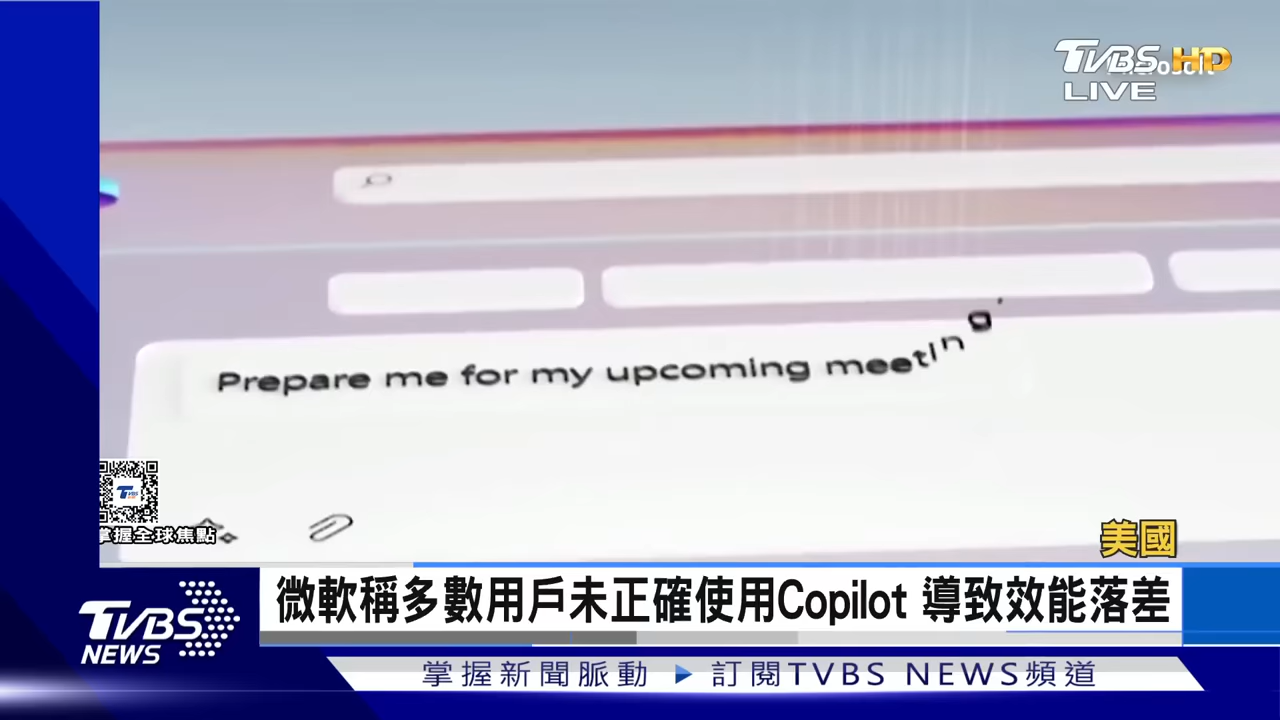 TVBS HD
Microsoft
LIVE
Prepare me for my upcoming meeting.
TVBS
掌握全球焦點
美國
微軟稱多數用戶未正確使用Copilot 導致效能落差
TVBS
NEWS
掌握新聞脈動 ▶ 訂閱TVBS NEWS頻道